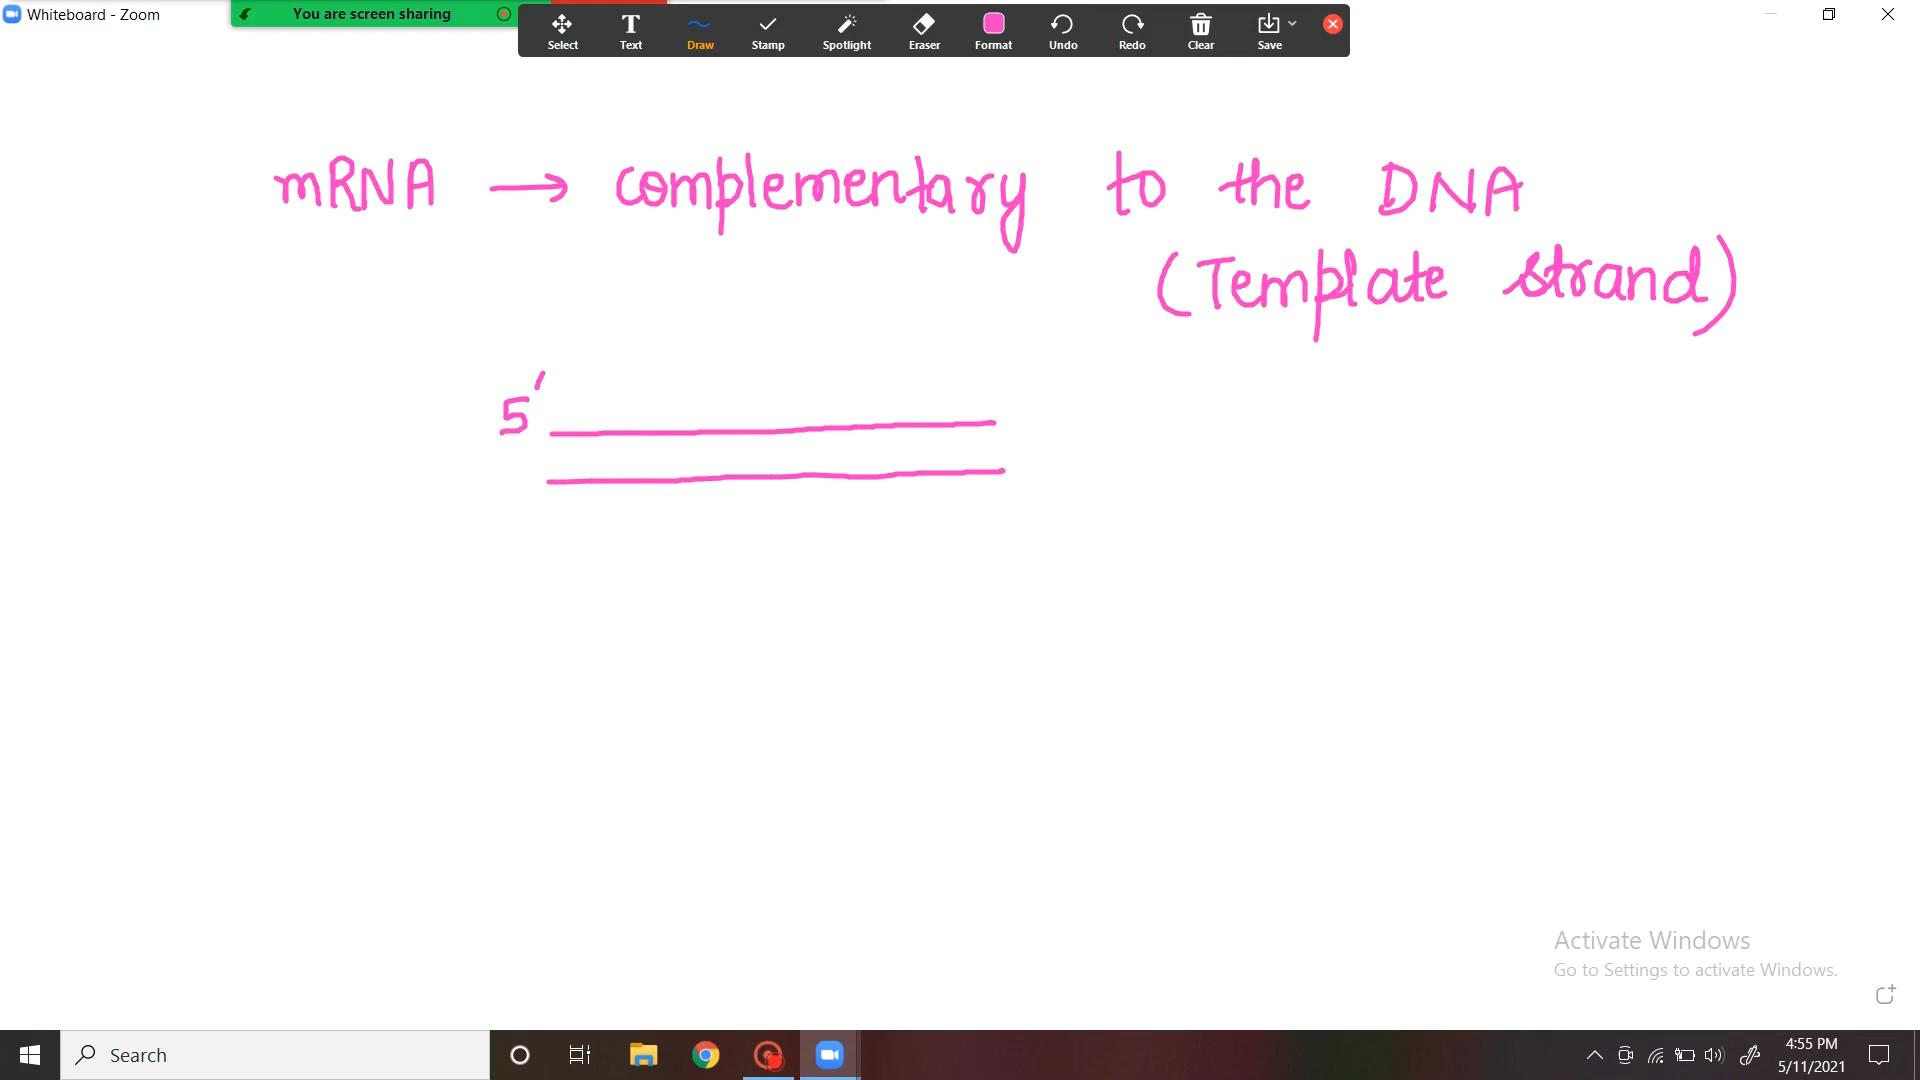 Whiteboard - Zoom
You are screen sharing
Select Text Draw Stamp Spotlight Eraser Format Undo Redo Clear Save
mRNA → complementary to the DNA
(Template strand)
5'
Activate Windows
Go to Settings to activate Windows.
Search
4:55 PM
5/11/2021